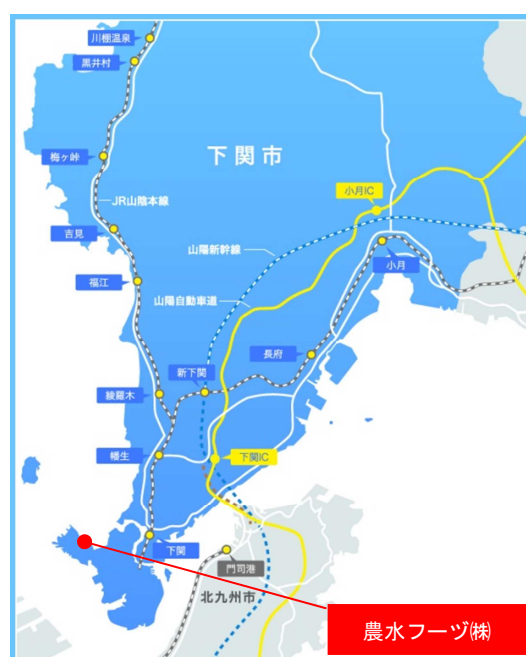 川棚温泉
黒井村
梅ヶ峠
下関市
小月IC
JR山陰本線
吉見
山陽新幹線
小月
福江
山陽自動車道
長府
新下関
綾羅木
幡生
下関IC
下関
門司港
北九州市
農水フーヅ㈱